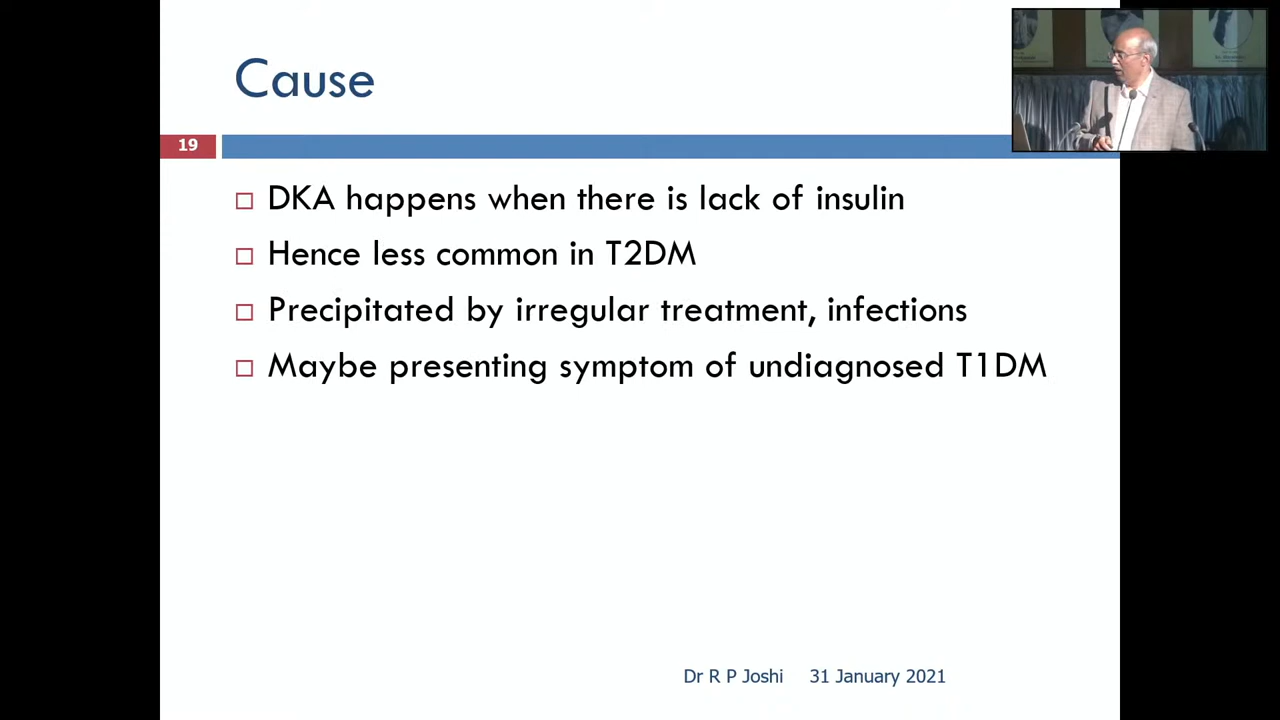 Cause
19
DKA happens when there is lack of insulin
Hence less common in T2DM
Precipitated by irregular treatment, infections
Maybe presenting symptom of undiagnosed T1DM
Dr R P Joshi 31 January 2021